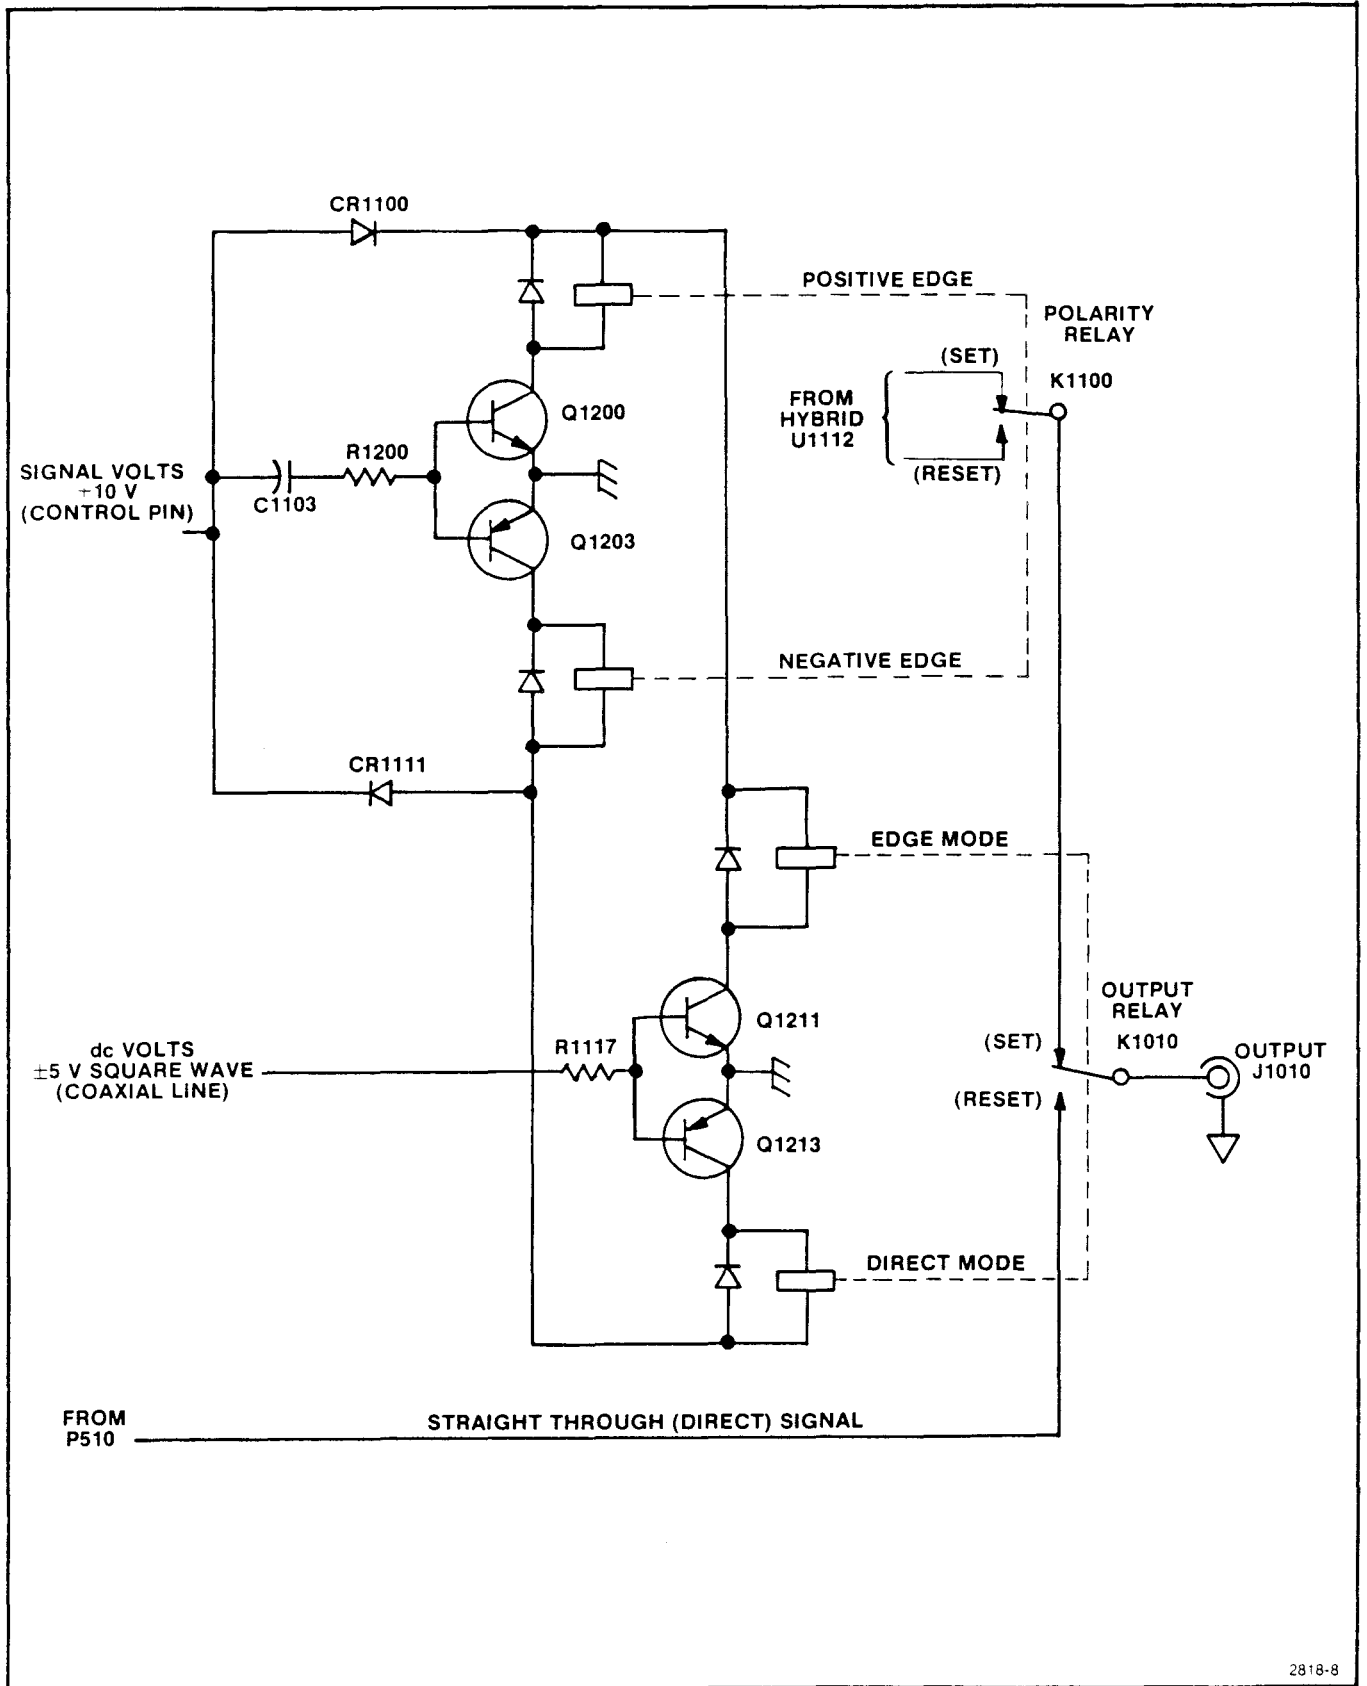 CR1100
POSITIVE EDGE
POLARITY
RELAY
(SET)
K1100
FROM
HYBRID
U1112
(RESET)
Q1200
R1200
SIGNAL VOLTS
±10 V
(CONTROL PIN)
C1103
Q1203
NEGATIVE EDGE
CR1111
EDGE MODE
OUTPUT
RELAY
K1010
Q1211
(SET)
R1117
dc VOLTS
±5 V SQUARE WAVE
(COAXIAL LINE)
OUTPUT
J1010
(RESET)
Q1213
DIRECT MODE
FROM
P510
STRAIGHT THROUGH (DIRECT) SIGNAL
2818-8